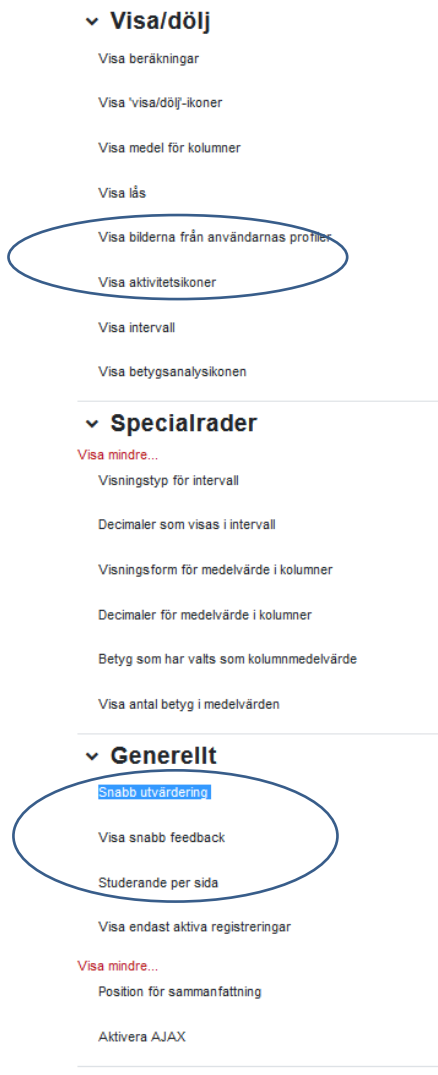 Visa/dölj
Visa beräkningar
Visa 'visa/dölj'-ikoner
Visa medel för kolumner
Visa lås
Visa bilderna från användarnas profiler
Visa aktivitetsikoner
Visa intervall
Visa betygsanalysikonen
Specialrader
Visa mindre...
Visningstyp för intervall
Decimaler som visas i intervall
Visningsform för medelvärde i kolumner
Decimaler för medelvärde i kolumner
Betyg som har valts som kolumnmedelvärde
Visa antal betyg i medelvärden
Generellt
Snabb utvärdering
Visa snabb feedback
Studerande per sida
Visa endast aktiva registreringar
Visa mindre...
Position för sammanfattning
Aktivera AJAX